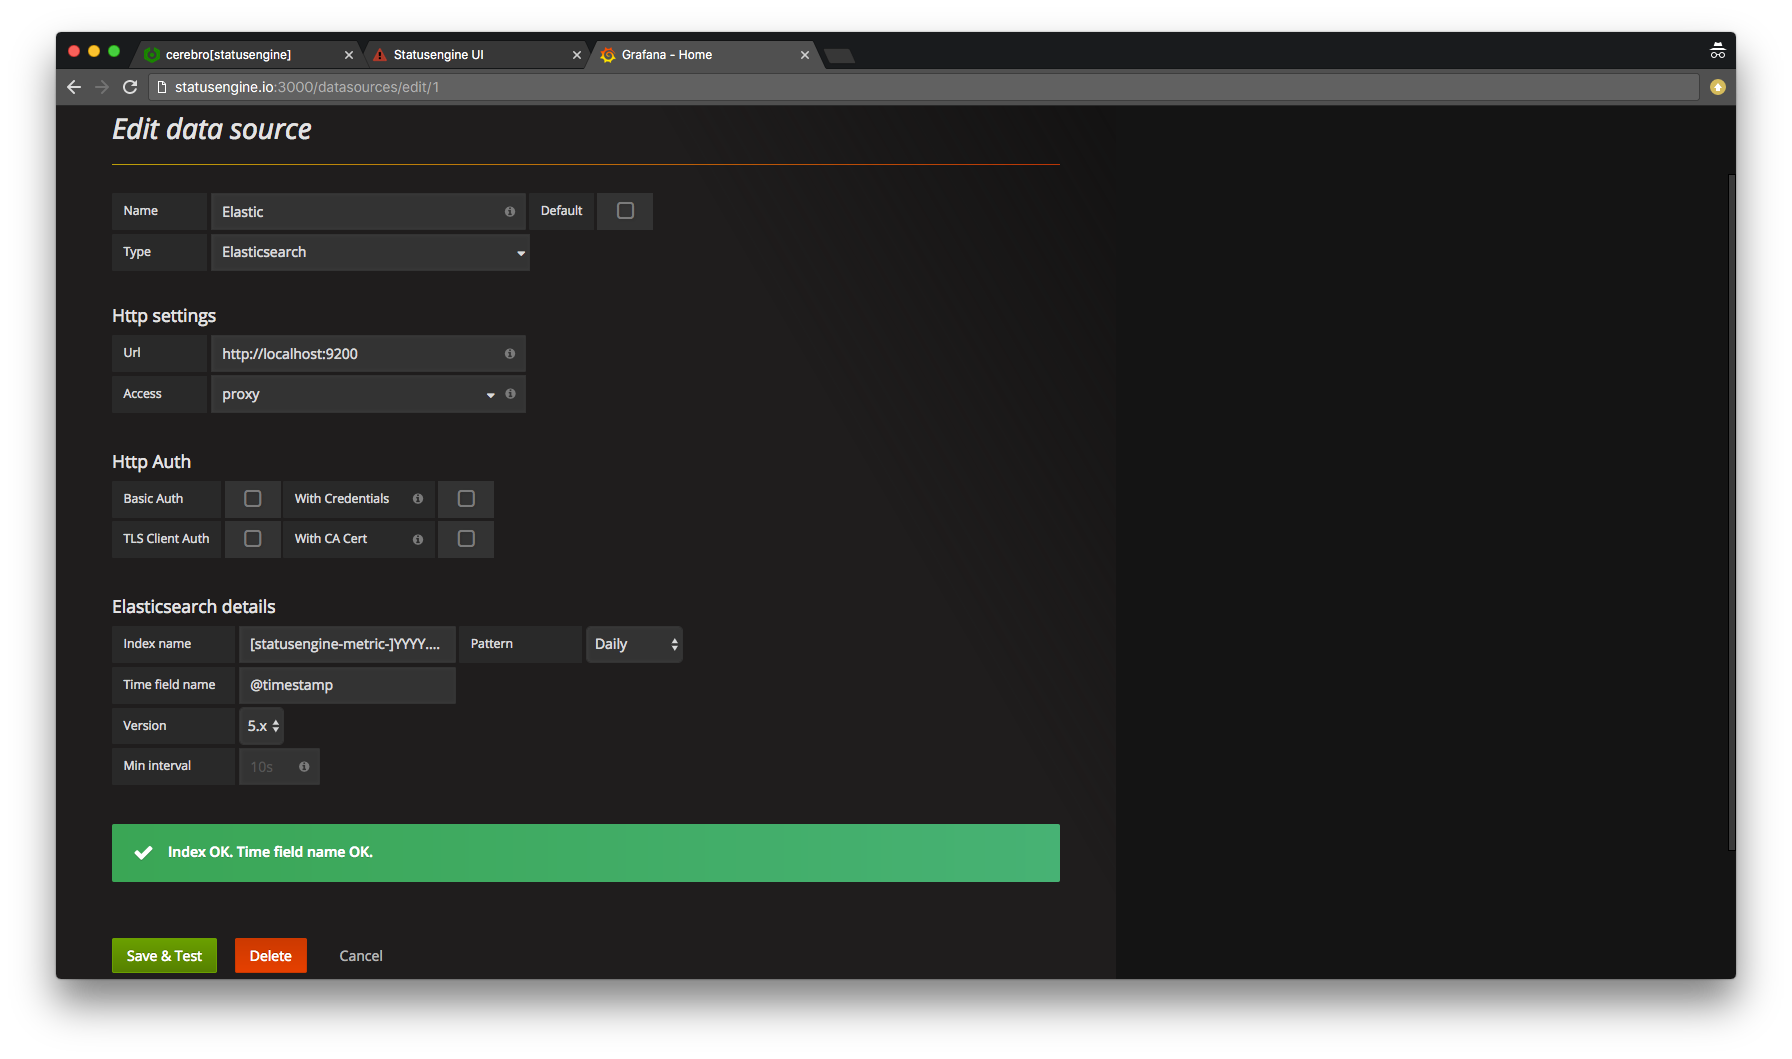 cerebro[statusengine]
Statusengine UI
Grafana - Home
statusengine.io:3000/datasources/edit/1
Edit data source
Name Elastic Default
Type Elasticsearch
Http settings
Url http://localhost:9200
Access proxy
Http Auth
Basic Auth With Credentials
TLS Client Auth With CA Cert
Elasticsearch details
Index name [statusengine-metric-]YYYY.... Pattern Daily
Time field name @timestamp
Version 5.x
Min interval 10s
Index OK. Time field name OK.
Save & Test Delete Cancel